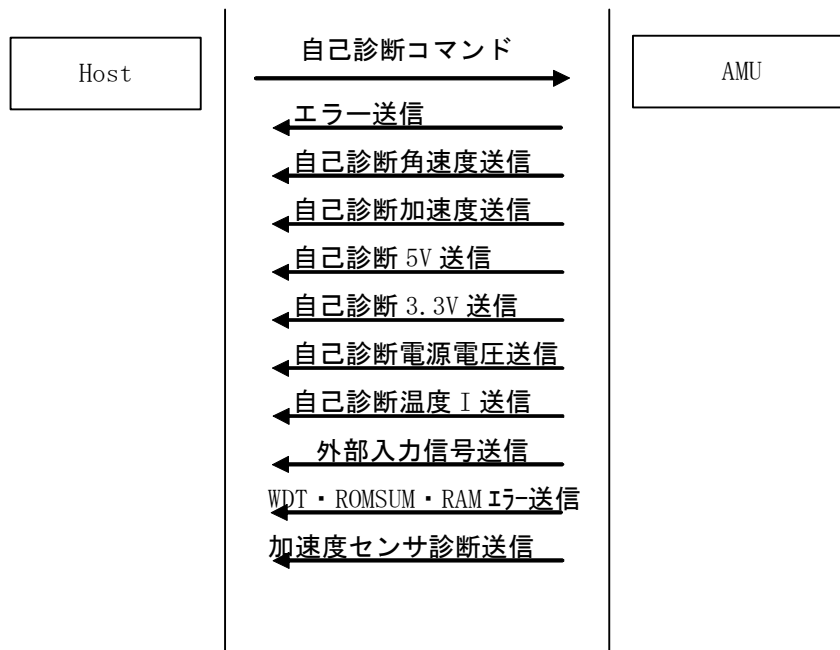 Host
自己診断コマンド
AMU
エラー送信
自己診断角速度送信
自己診断加速度送信
自己診断 5V 送信
自己診断 3.3V 送信
自己診断電源電圧送信
自己診断温度 I 送信
外部入力信号送信
WDT・ROMSUM・RAM ｴﾗｰ送信
加速度センサ診断送信